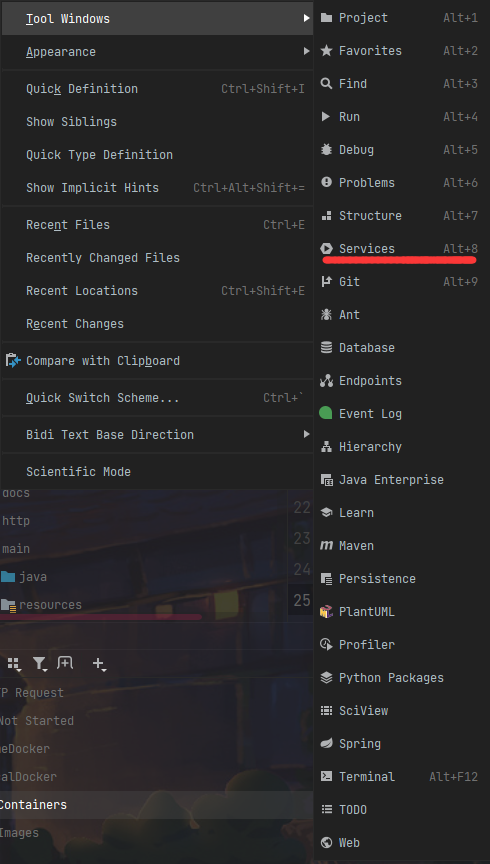 Tool Windows
Appearance
Quick Definition Ctrl+Shift+I
Show Siblings
Quick Type Definition
Show Implicit Hints Ctrl+Alt+Shift+=
Recent Files Ctrl+E
Recently Changed Files
Recent Locations Ctrl+Shift+E
Recent Changes
Compare with Clipboard
Quick Switch Scheme... Ctrl+`
Bidi Text Base Direction
Scientific Mode
docs
http
main
java
resources
22
23
24
25
P Request
Not Started
eDocker
alDocker
Containers
Images
Project Alt+1
Favorites Alt+2
Find Alt+3
Run Alt+4
Debug Alt+5
Problems Alt+6
Structure Alt+7
Services Alt+8
Git Alt+9
Ant
Database
Endpoints
Event Log
Hierarchy
Java Enterprise
Learn
Maven
Persistence
PlantUML
Profiler
Python Packages
SciView
Spring
Terminal Alt+F12
TODO
Web